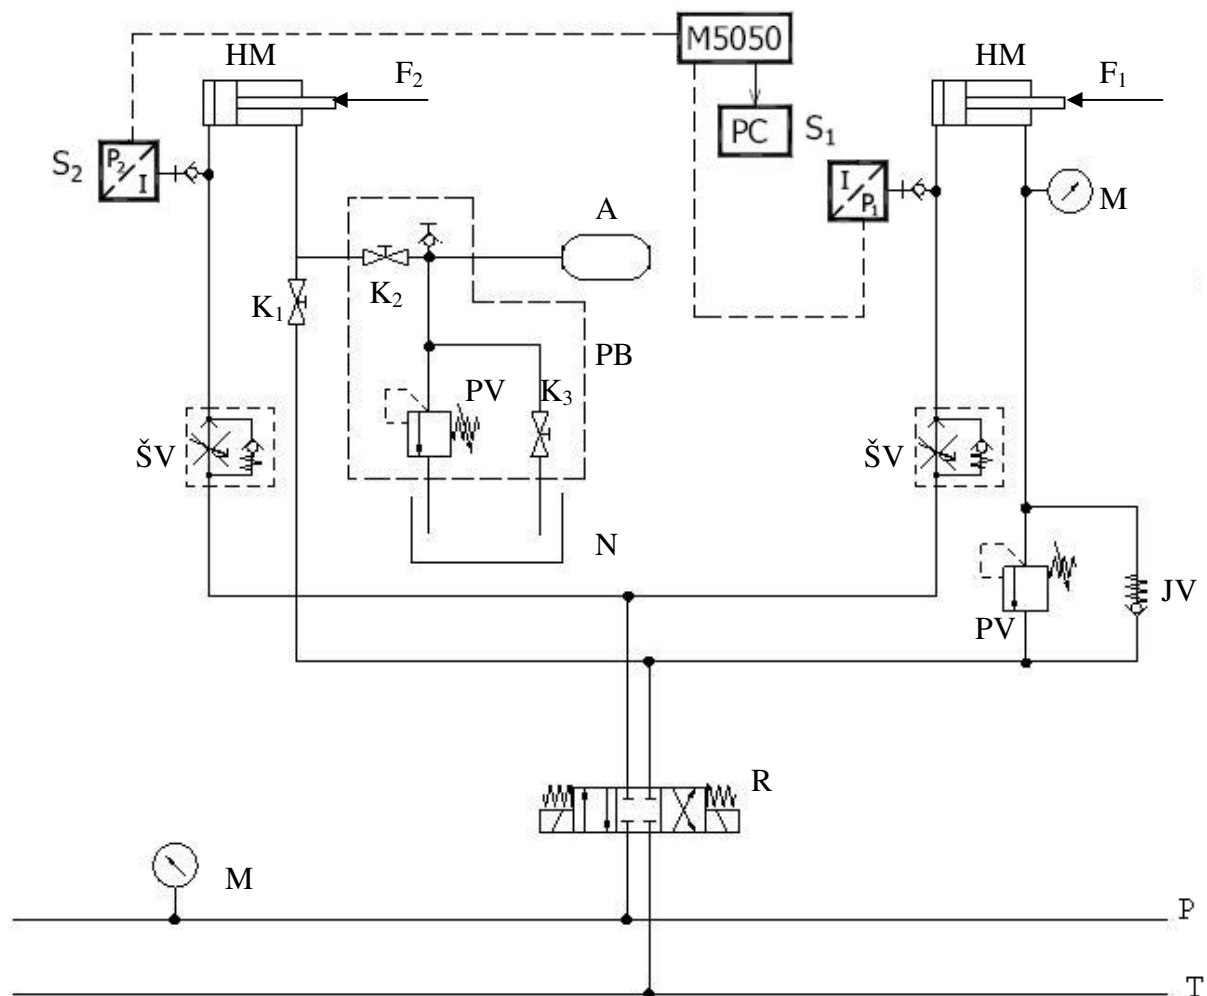 M5050
HM
F₂
HM
F₁
PC
S₁
S₂
P₂
I
I
P₁
M
A
K₁
K₂
PB
PV
K₃
ŠV
ŠV
N
JV
PV
R
M
P
T